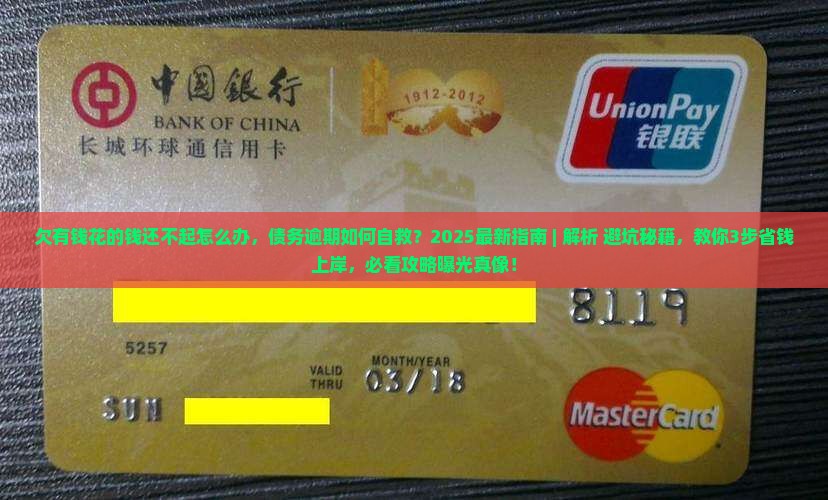 中國銀行
BANK OF CHINA
长城环球通信用卡
1912-2012
UnionPay
银联
欠有钱花的钱还不起怎么办，债务逾期如何自救？2025最新指南 | 解析 避坑秘籍，教你3步省钱
上岸，必看攻略曝光真像！
8119
5257
VALID
THRU
MONTH/YEAR
03/18
SUN
MasterCard